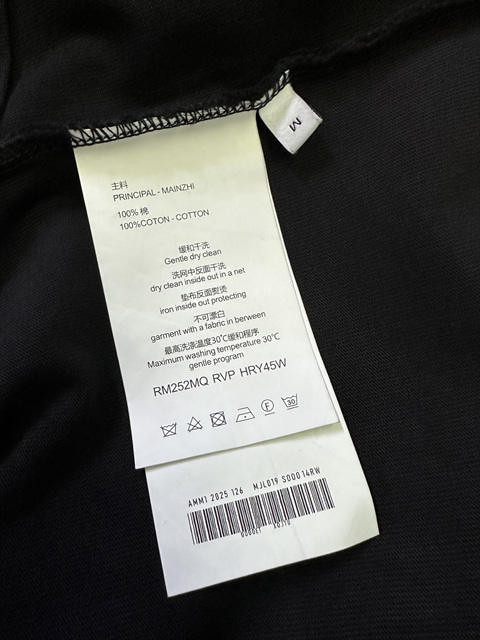 M
主料
PRINCIPAL - MAINZHI
100% 棉
100%COTON - COTTON
缓和干洗
Gentle dry clean
洗网中反面干洗
dry clean inside out in a net
垫布反面熨烫
iron inside out protecting
不可漂白
garment with a fabric in berween
最高洗涤温度30℃缓和程序
Maximum washing temperature 30℃
gentle program
RM252MQ RVP HRY45W
F
30
AMM1 2025 126 MJL019 S00014RW